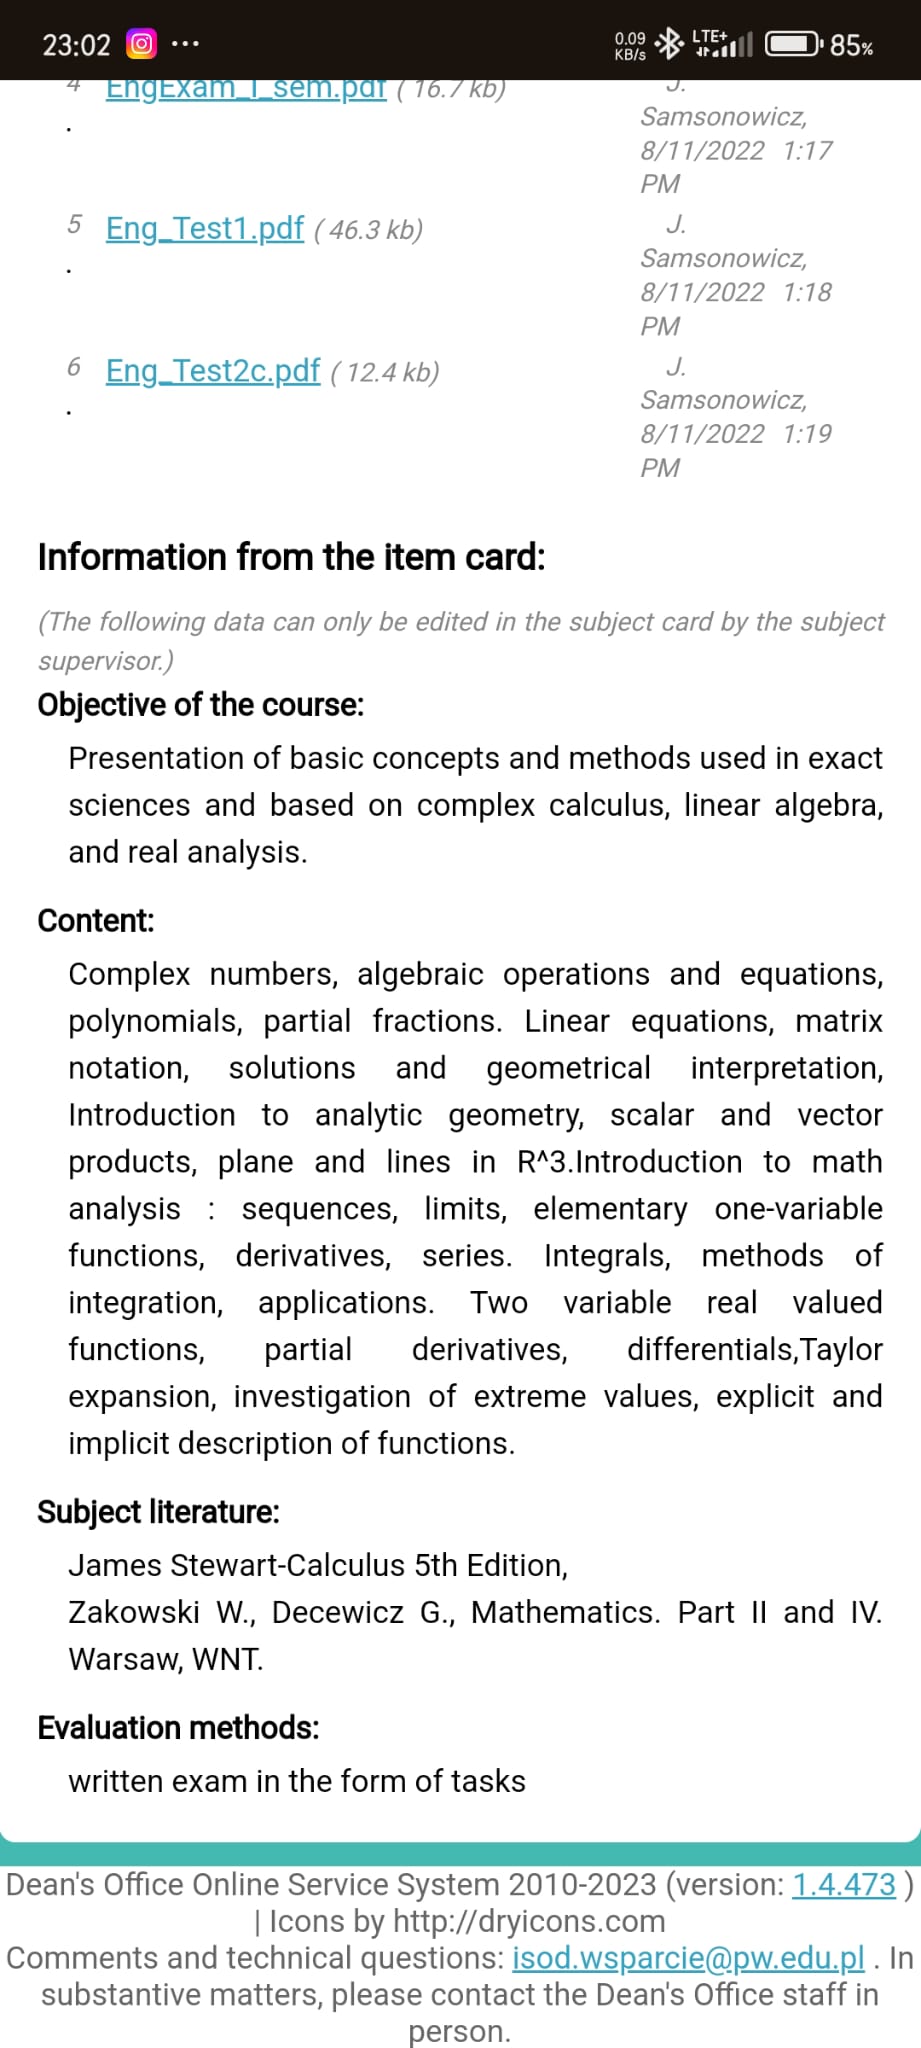 23:02 ... 0.09 KB/s LTE+ 85%
4 EngExam_1_sem.pdf ( 16.7 kb) J.
. Samsonowicz,
8/11/2022 1:17
PM
5 Eng_Test1.pdf ( 46.3 kb) J.
. Samsonowicz,
8/11/2022 1:18
PM
6 Eng_Test2c.pdf ( 12.4 kb) J.
. Samsonowicz,
8/11/2022 1:19
PM
Information from the item card:
(The following data can only be edited in the subject card by the subject
supervisor.)
Objective of the course:
Presentation of basic concepts and methods used in exact
sciences and based on complex calculus, linear algebra,
and real analysis.
Content:
Complex numbers, algebraic operations and equations,
polynomials, partial fractions. Linear equations, matrix
notation, solutions and geometrical interpretation,
Introduction to analytic geometry, scalar and vector
products, plane and lines in R^3.Introduction to math
analysis : sequences, limits, elementary one-variable
functions, derivatives, series. Integrals, methods of
integration, applications. Two variable real valued
functions, partial derivatives, differentials,Taylor
expansion, investigation of extreme values, explicit and
implicit description of functions.
Subject literature:
James Stewart-Calculus 5th Edition,
Zakowski W., Decewicz G., Mathematics. Part II and IV.
Warsaw, WNT.
Evaluation methods:
written exam in the form of tasks
Dean's Office Online Service System 2010-2023 (version: 1.4.473 )
| Icons by http://dryicons.com
Comments and technical questions: isod.wsparcie@pw.edu.pl . In
substantive matters, please contact the Dean's Office staff in
person.